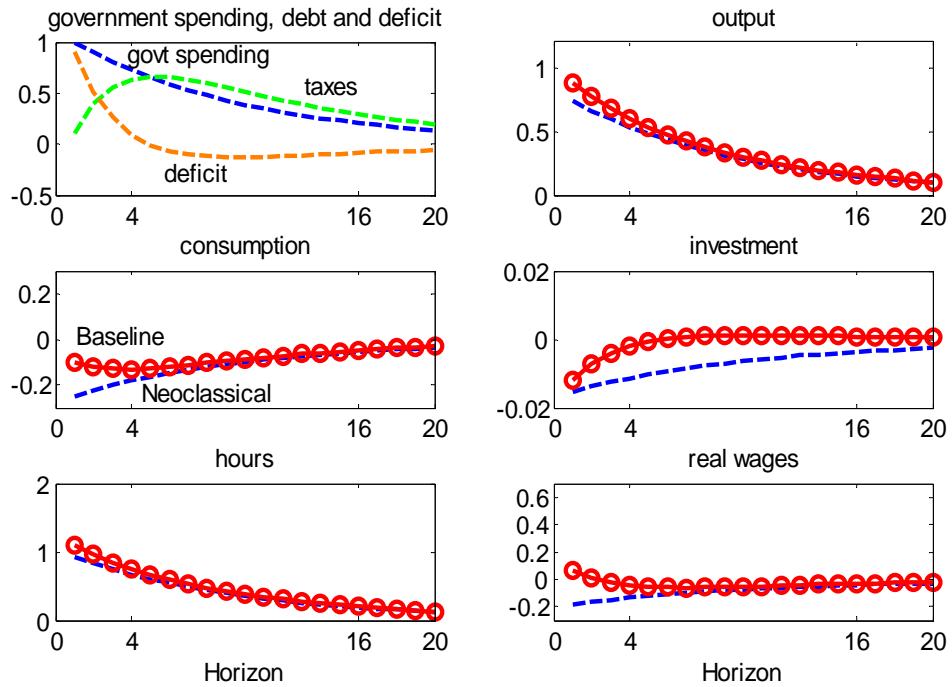 government spending, debt and deficit
1
0.5
0
-0.5
govt spending
taxes
deficit
0 4 16 20
output
1
0.5
0
0 4 16 20
consumption
0.2
0
-0.2
Baseline
Neoclassical
0 4 16 20
investment
0.02
0
-0.02
0 4 16 20
hours
2
1
0
0 4 16 20
Horizon
real wages
0.6
0.4
0.2
0
-0.2
0 4 16 20
Horizon